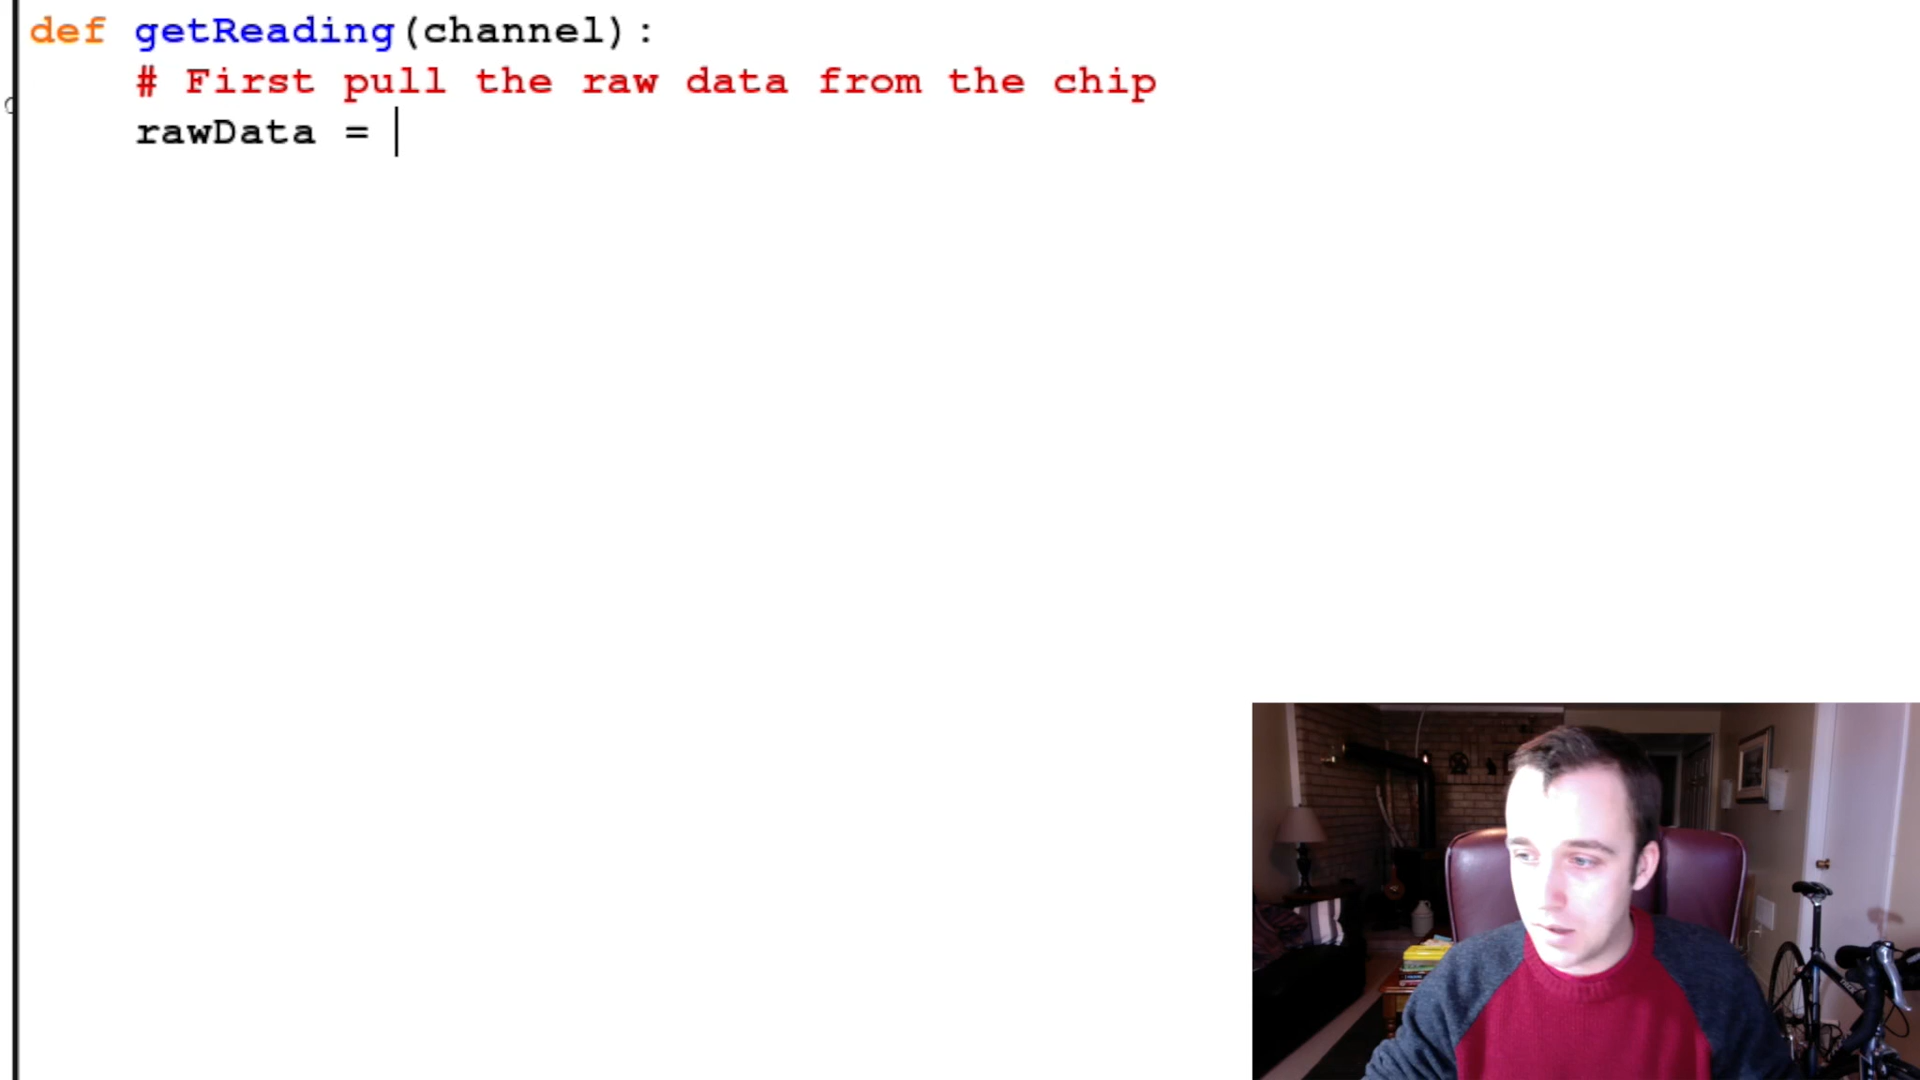 def getReading(channel):
# First pull the raw data from the chip
rawData =